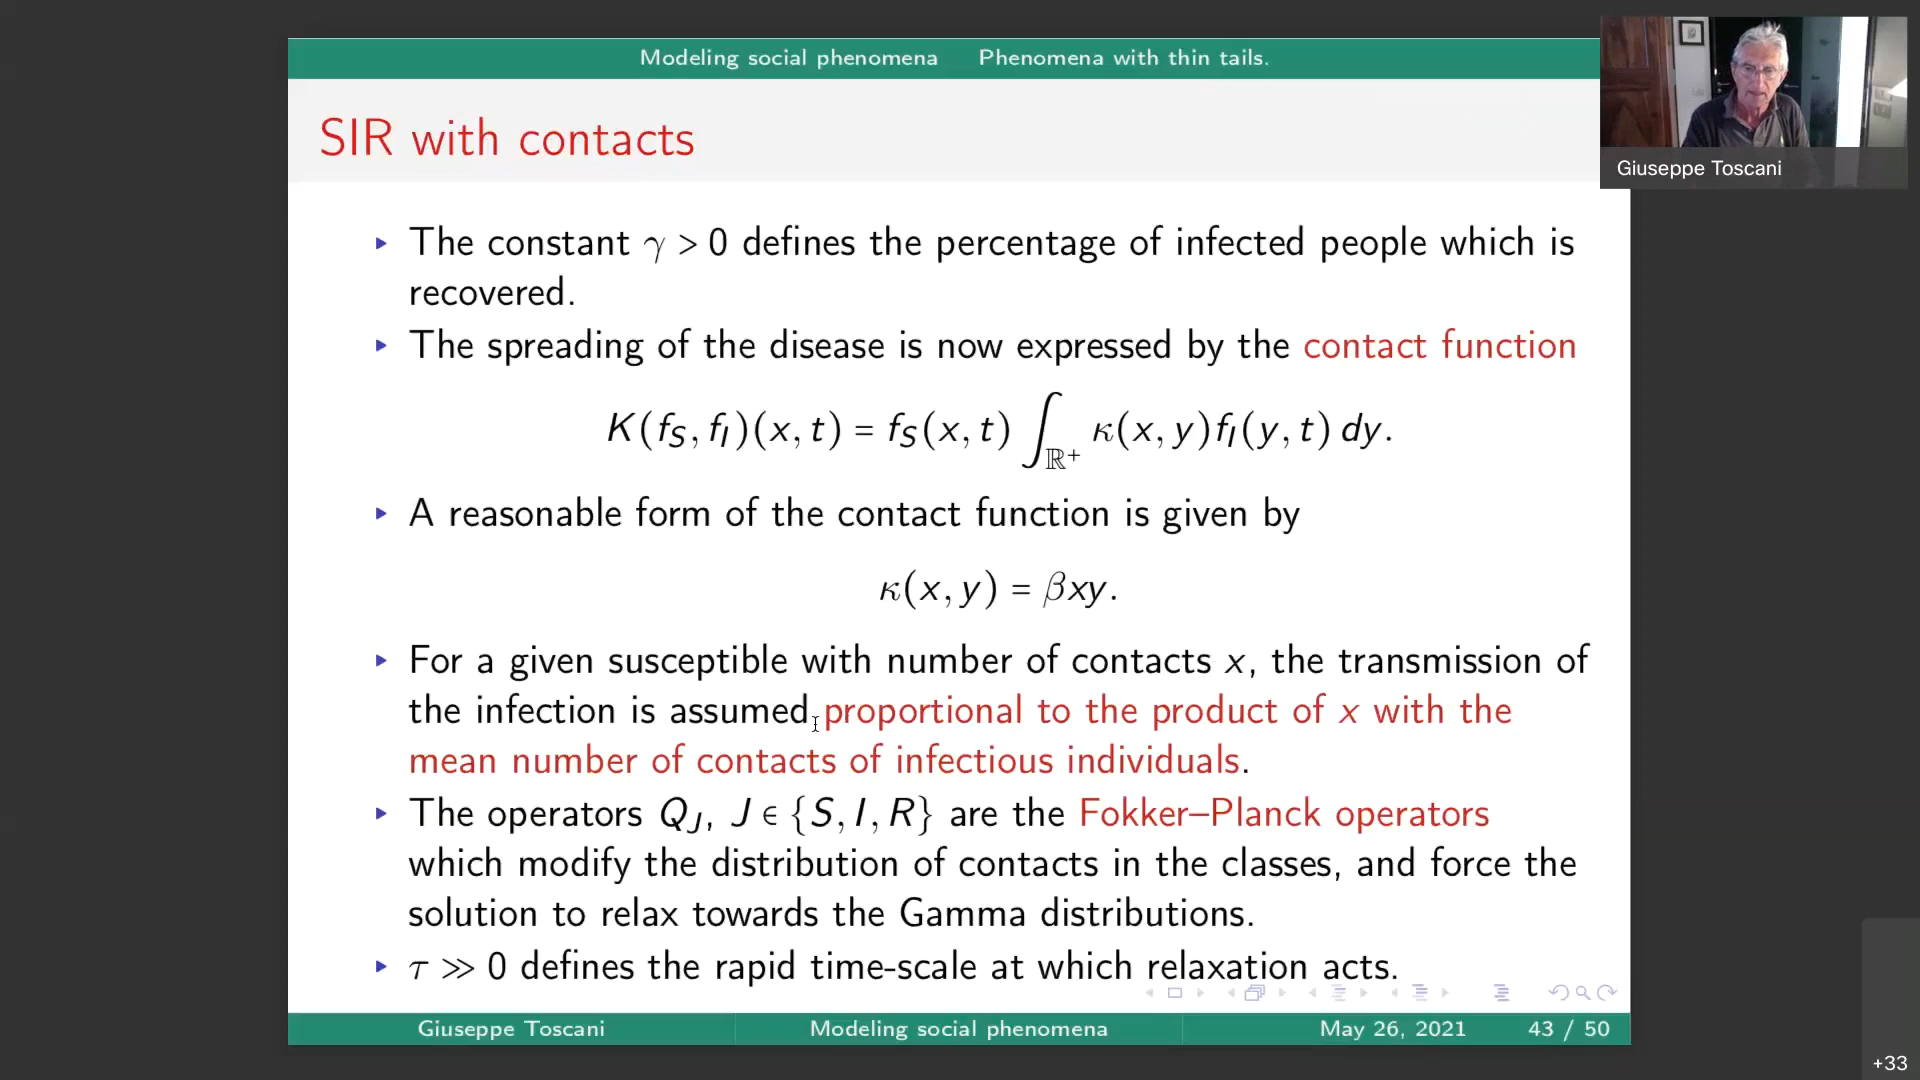 Modeling social phenomena Phenomena with thin tails.
SIR with contacts
Giuseppe Toscani
▸ The constant γ > 0 defines the percentage of infected people which is
recovered.
▸ The spreading of the disease is now expressed by the contact function
K(f_S, f_I)(x, t) = f_S(x, t) ∫_{ℝ⁺} κ(x, y)f_I(y, t) dy.
▸ A reasonable form of the contact function is given by
κ(x, y) = βxy.
▸ For a given susceptible with number of contacts x, the transmission of
the infection is assumed proportional to the product of x with the
mean number of contacts of infectious individuals.
▸ The operators Q_J, J ∈ {S, I, R} are the Fokker–Planck operators
which modify the distribution of contacts in the classes, and force the
solution to relax towards the Gamma distributions.
▸ τ ≫ 0 defines the rapid time-scale at which relaxation acts.
Giuseppe Toscani Modeling social phenomena May 26, 2021 43 / 50
+33